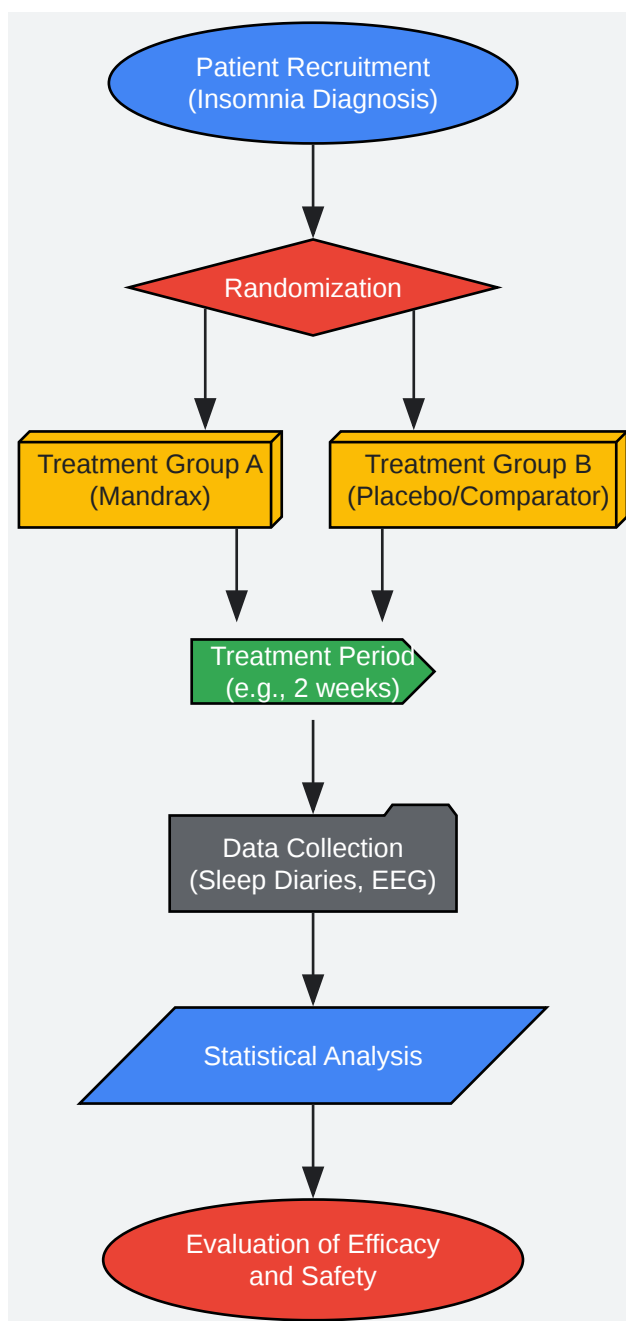 Patient Recruitment
(Insomnia Diagnosis)
Randomization
Treatment Group A
(Mandrax)
Treatment Group B
(Placebo/Comparator)
Treatment Period
(e.g., 2 weeks)
Data Collection
(Sleep Diaries, EEG)
Statistical Analysis
Evaluation of Efficacy
and Safety